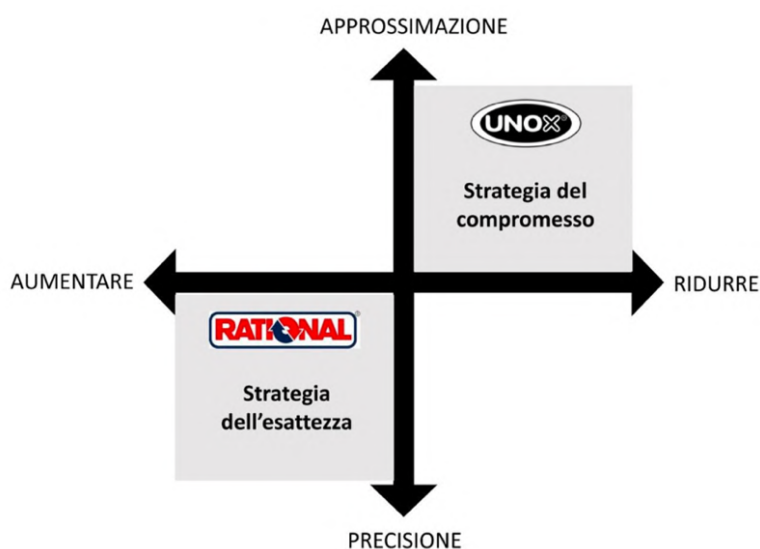 APPROSSIMAZIONE
UNOX®
Strategia del
compromesso
AUMENTARE
RIDURRE
RATIONAL®
Strategia
dell’esattezza
PRECISIONE